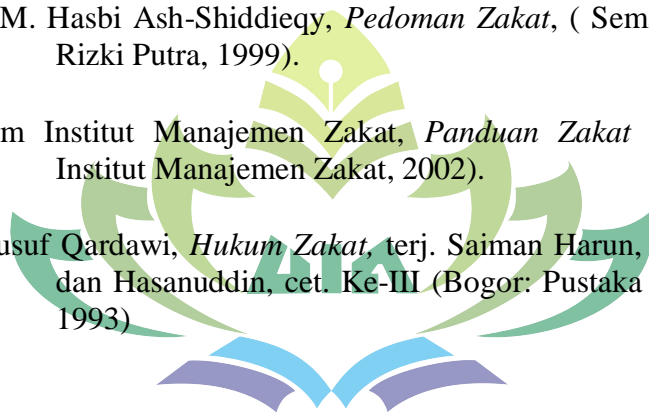 M. Hasbi Ash-Shiddieqy, Pedoman Zakat, ( Sem
Rizki Putra, 1999).
m Institut Manajemen Zakat, Panduan Zakat
Institut Manajemen Zakat, 2002).
usuf Qardawi, Hukum Zakat, terj. Saiman Harun,
dan Hasanuddin, cet. Ke-III (Bogor: Pustaka
1993)